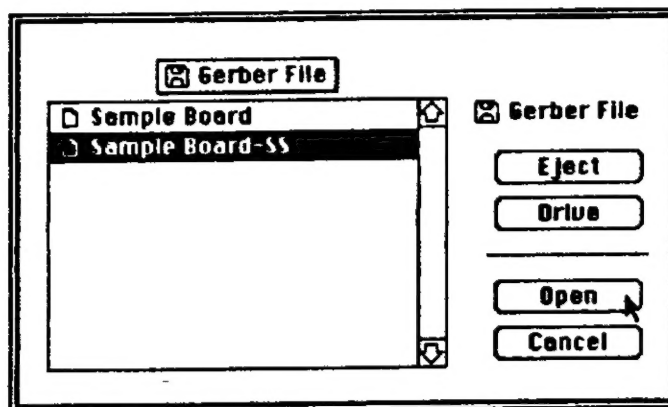 Gerber File
Sample Board
Sample Board-SS
Gerber File
Eject
Drive
Open
Cancel